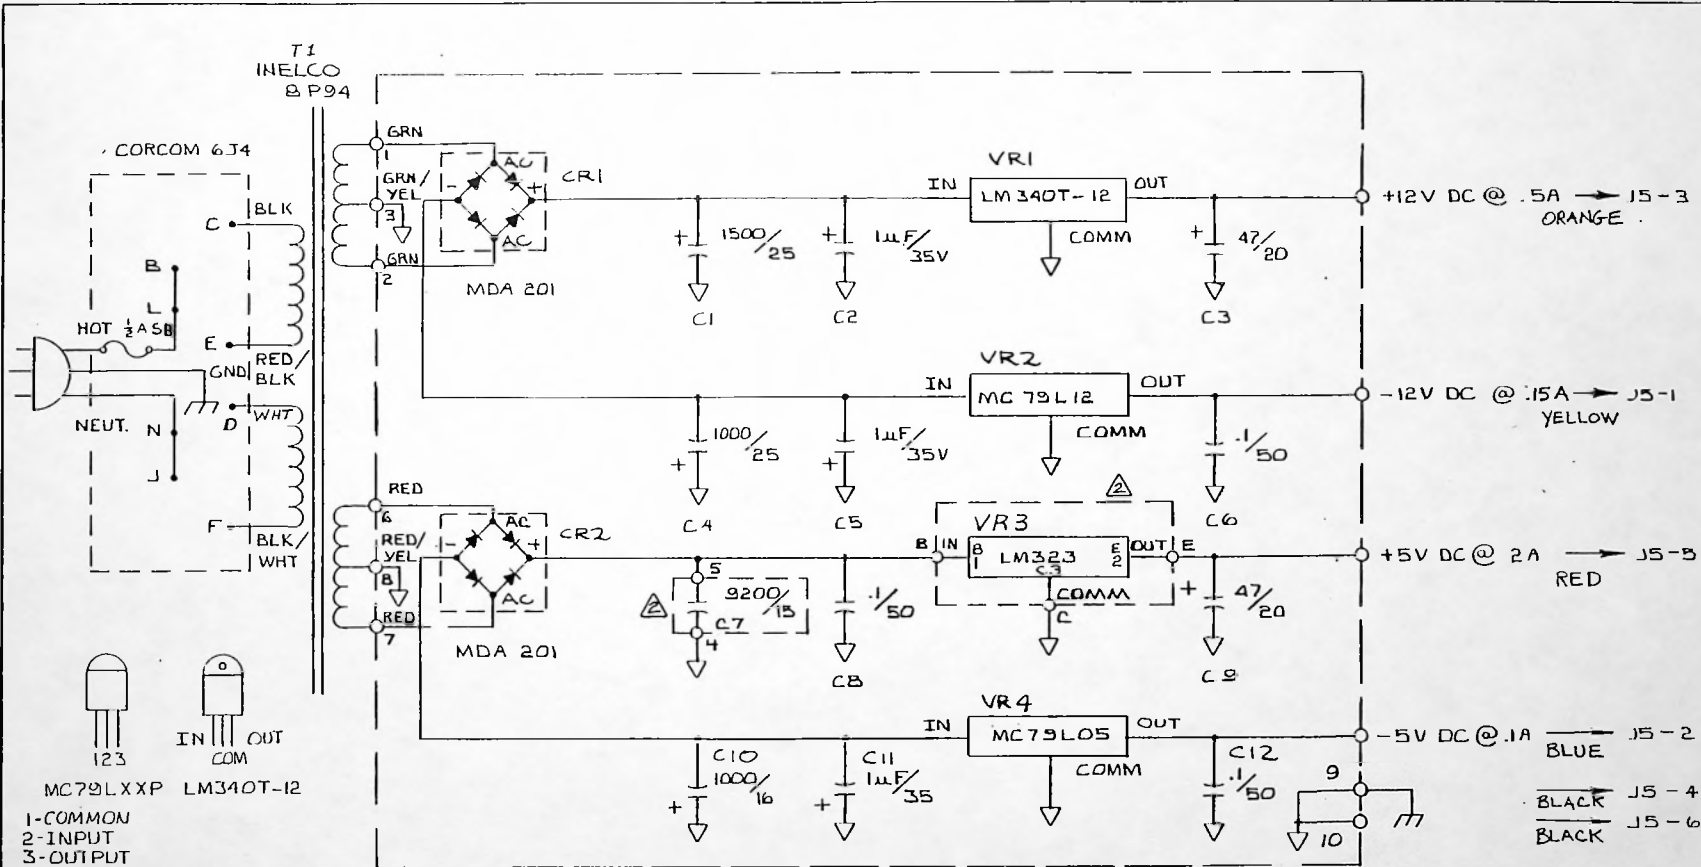 T1
INELCO
8P94
CORCOM 6J4
C
BLK
B
L
HOT ½A SB
E
RED/
BLK
GND
WHT
NEUT.
N
D
J
F
BLK/
WHT
GRN
1
GRN/
YEL
3
GRN
2
AC
-
+
AC
CR1
MDA 201
+
1500/25
C1
+
1µF/35V
C2
VR1
IN
LM340T-12
OUT
COMM
+
47/20
C3
+12V DC @ .5A → J5-3
ORANGE
1000/25
+
C4
1µF/35V
+
C5
VR2
IN
MC79L12
OUT
COMM
.1/50
C6
-12V DC @ .15A → J5-1
YELLOW
RED
6
RED/
YEL
8
RED
7
AC
-
+
AC
CR2
MDA 201
5
9200/15
2
C7
4
.1/50
C8
2
VR3
B
IN
B
1
LM323
C3
E
2
OUT
E
COMM
C
+
47/20
C9
+5V DC @ 2A → J5-5
RED
C10
1000/16
+
C11
1µF/35
+
VR4
IN
MC79L05
OUT
COMM
C12
.1/50
-5V DC @ .1A → J5-2
BLUE
9
10
BLACK → J5-4
BLACK → J5-6
123
MC79LXXP
IN OUT
COM
LM340T-12
1-COMMON
2-INPUT
3-OUTPUT